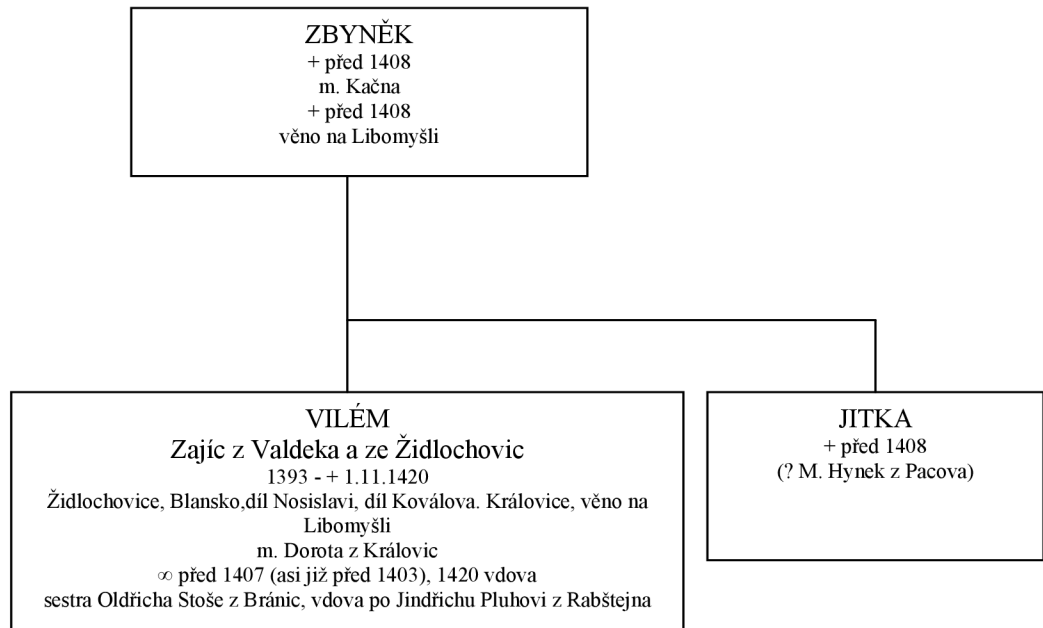 ZBYNĚK
+ před 1408
m. Kačna
+ před 1408
věno na Libomyšli
VILÉM
Zajíc z Valdeka a ze Židlochovic
1393 - + 1.11.1420
Židlochovice, Blansko,díl Nosislavi, díl Koválova. Královice, věno na
Libomyšli
m. Dorota z Královic
∞ před 1407 (asi již před 1403), 1420 vdova
sestra Oldřicha Stoše z Bránic, vdova po Jindřichu Pluhovi z Rabštejna
JITKA
+ před 1408
(? M. Hynek z Pacova)